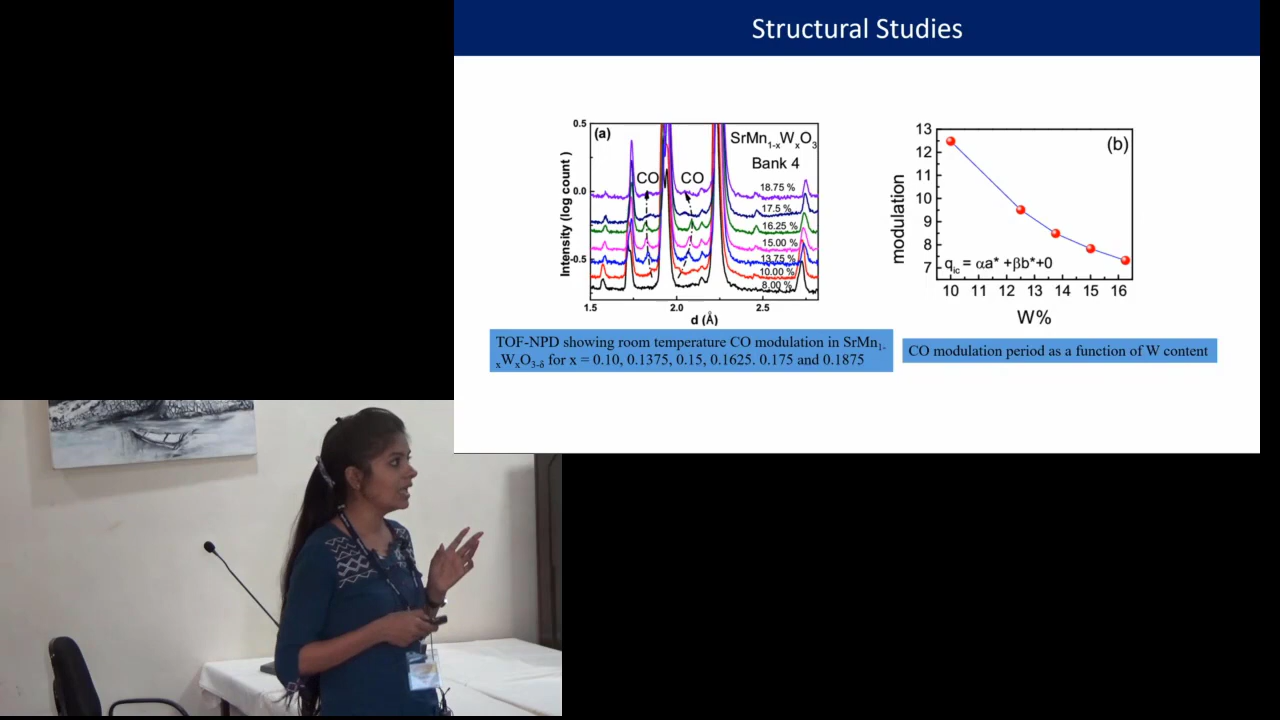 Structural Studies
0.5
(a)
SrMn1-xWxO3
Bank 4
CO
CO
18.75 %
0.0
17.5 %
16.25 %
15.00 %
13.75 %
-0.5
10.00 %
8.00 %
Intensity (log count )
1.5
2.0
2.5
d (Å)
TOF-NPD showing room temperature CO modulation in SrMn1-
xWxO3-δ for x = 0.10, 0.1375, 0.15, 0.1625. 0.175 and 0.1875
13
(b)
12
11
10
9
8
7
modulation
qic = αa* +βb*+0
10 11 12 13 14 15 16
W%
CO modulation period as a function of W content